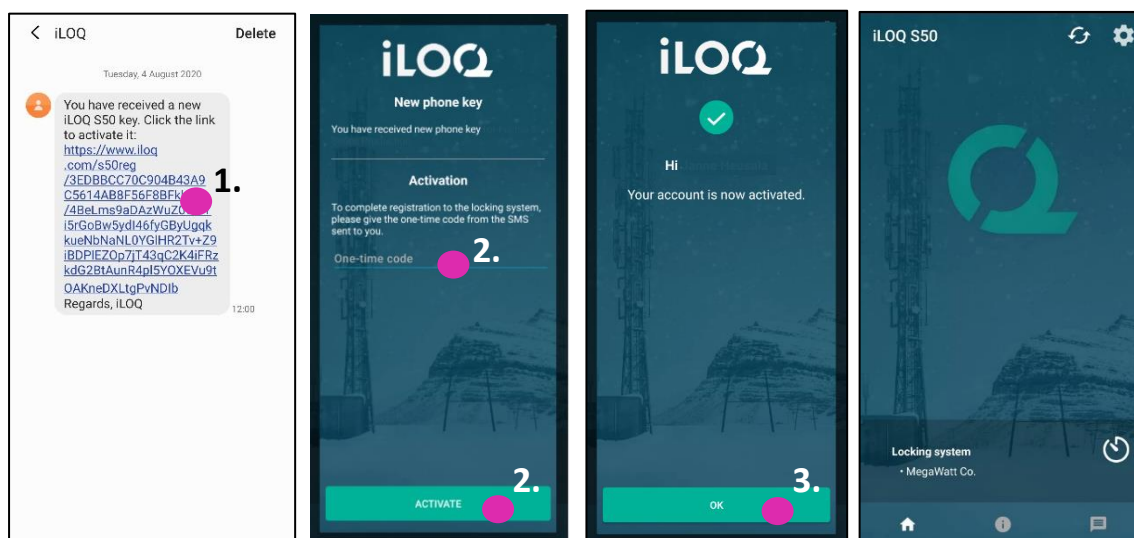 iLOQ
Delete
Tuesday, 4 August 2020
You have received a new
iLOQ S50 key. Click the link
to activate it:
https://www.iloq
.com/s50reg
/3EDBBCC70C904B43A9
C5614AB8F56F8BFk
/4BeLms9aDAzWuZ
i5rGoBw5ydI46fyGByUgqk
kueNbNaNL0YGlHR2Tv+Z9
iBDPIEZOp7jT43qC2K4iFRz
kdG2BtAunR4pl5YOXEVu9t
OAKneDXLtgPvNDIb
Regards, iLOQ
12:00
1.
iLOQ
New phone key
You have received new phone key
Activation
To complete registration to the locking system,
please give the one-time code from the SMS
sent to you.
One-time code
2.
2.
ACTIVATE
iLOQ
Hi
Your account is now activated.
3.
OK
iLOQ S50
Locking system
• MegaWatt Co.